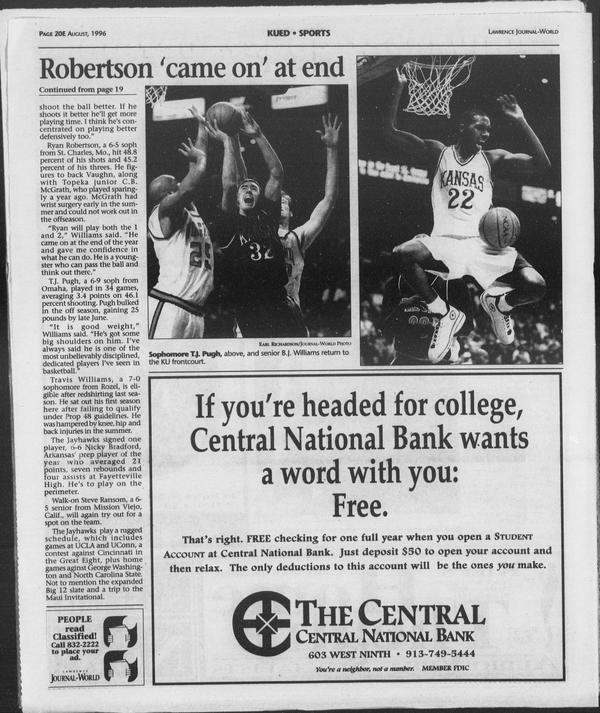 PAGE 20E AUGUST, 1996
KUED • SPORTS
LAWRENCE JOURNAL-WORLD
Robertson 'came on' at end
Continued from page 19
shoot the ball better. If he
shoots it better he'll get more
playing time. I think he's con-
centrated on playing better
defensively too."
Ryan Robertson, a 6-5 soph
from St. Charles, Mo., hit 48.8
percent of his shots and 45.2
percent of his threes. He fig-
ures to back Vaughn, along
with Topeka junior C.B.
McGrath, who played sparing-
ly a year ago. McGrath had
wrist surgery early in the sum-
mer and could not work out in
the offseason.
"Ryan will play both the 1
and 2," Williams said. "He
came on at the end of the year
and gave me confidence in
what he can do. He is a young-
ster who can pass the ball and
think out there."
T.J. Pugh, a 6-9 soph from
Omaha, played in 34 games,
averaging 3.4 points on 46.1
percent shooting. Pugh bulked
in the off season, gaining 25
pounds by late June.
"It is good weight,"
Williams said. "He's got some
big shoulders on him. I've
always said he is one of the
most unbelievably disciplined,
dedicated players I've seen in
basketball."
Travis Williams, a 7-0
sophomore from Rozel, is eli-
gible after redshirting last sea-
son. He sat out his first season
here after failing to qualify
under Prop 48 guidelines. He
was hampered by knee, hip and
back injuries in the summer.
The Jayhawks signed one
player, 6-6 Nicky Bradford,
Arkansas' prep player of the
year who averaged 21
points, seven rebounds and
four assists at Fayetteville
High. He's to play on the
perimeter.
Walk-on Steve Ransom, a 6-
5 senior from Mission Viejo,
Calif., will again try out for a
spot on the team.
The Jayhawks play a rugged
schedule, which includes
games at UCLA and UConn, a
contest against Cincinnati in
the Great Eight, plus home
games against George Washing-
ton and North Carolina State.
Not to mention the expanded
Big 12 slate and a trip to the
Maui Invitational.
PEOPLE
read
Classified!
Call 832-2222
to place your
ad.
LAWRENCE
JOURNAL-WORLD
32
KANSAS
22
EARL RICHARDSON/JOURNAL-WORLD PHOTO
Sophomore T.J. Pugh, above, and senior B.J. Williams return to
the KU frontcourt.
If you're headed for college,
Central National Bank wants
a word with you:
Free.
That's right. FREE checking for one full year when you open a STUDENT
ACCOUNT at Central National Bank. Just deposit $50 to open your account and
then relax. The only deductions to this account will be the ones you make.
THE CENTRAL
CENTRAL NATIONAL BANK
603 WEST NINTH • 913-749-5444
You're a neighbor, not a number. MEMBER FDIC